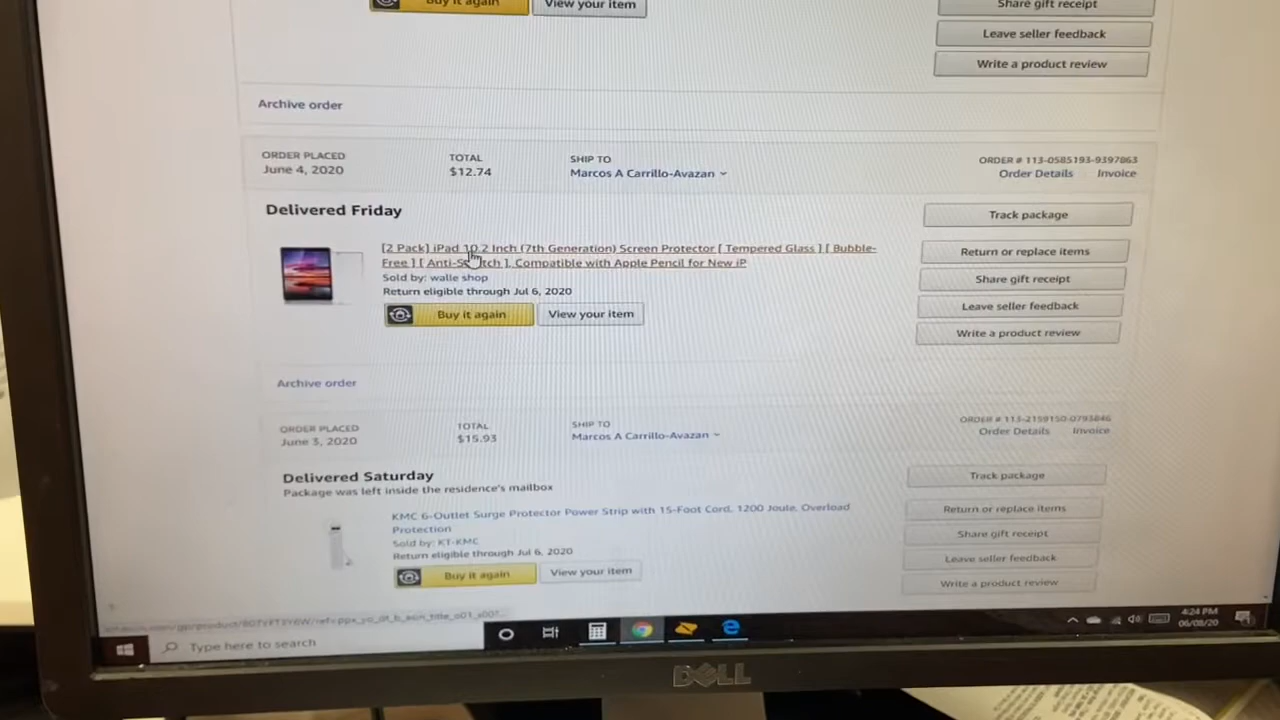 Buy it again
View your item
Share gift receipt
Leave seller feedback
Write a product review
Archive order
ORDER PLACED
June 4, 2020
TOTAL
$12.74
SHIP TO
Marcos A Carrillo-Avazan
ORDER # 113-0585193-9397863
Order Details
Invoice
Delivered Friday
Track package
[2 Pack] iPad 10.2 Inch (7th Generation) Screen Protector [ Tempered Glass ] [ Bubble-
Free ] [ Compatible with Apple Pencil for New iP
Sold by: walle shop
Return eligible through Jul 6, 2020
Buy it again
View your item
Return or replace items
Share gift receipt
Leave seller feedback
Write a product review
Archive order
ORDER PLACED
June 3, 2020
TOTAL
$15.93
SHIP TO
Marcos A Carrillo-Avazan
ORDER # 113-2159150-0793846
Order Details
Invoice
Delivered Saturday
Package was left inside the residence's mailbox
Track package
KMC 6-Outlet Surge Protector Power Strip with 15-Foot Cord, 1200 Joule, Overload
Protection
Sold by: KT-KMC
Return eligible through Jul 6, 2020
Buy it again
View your item
Return or replace items
Share gift receipt
Leave seller feedback
Write a product review
Type here to search
4:24 PM
06/08/20
DELL